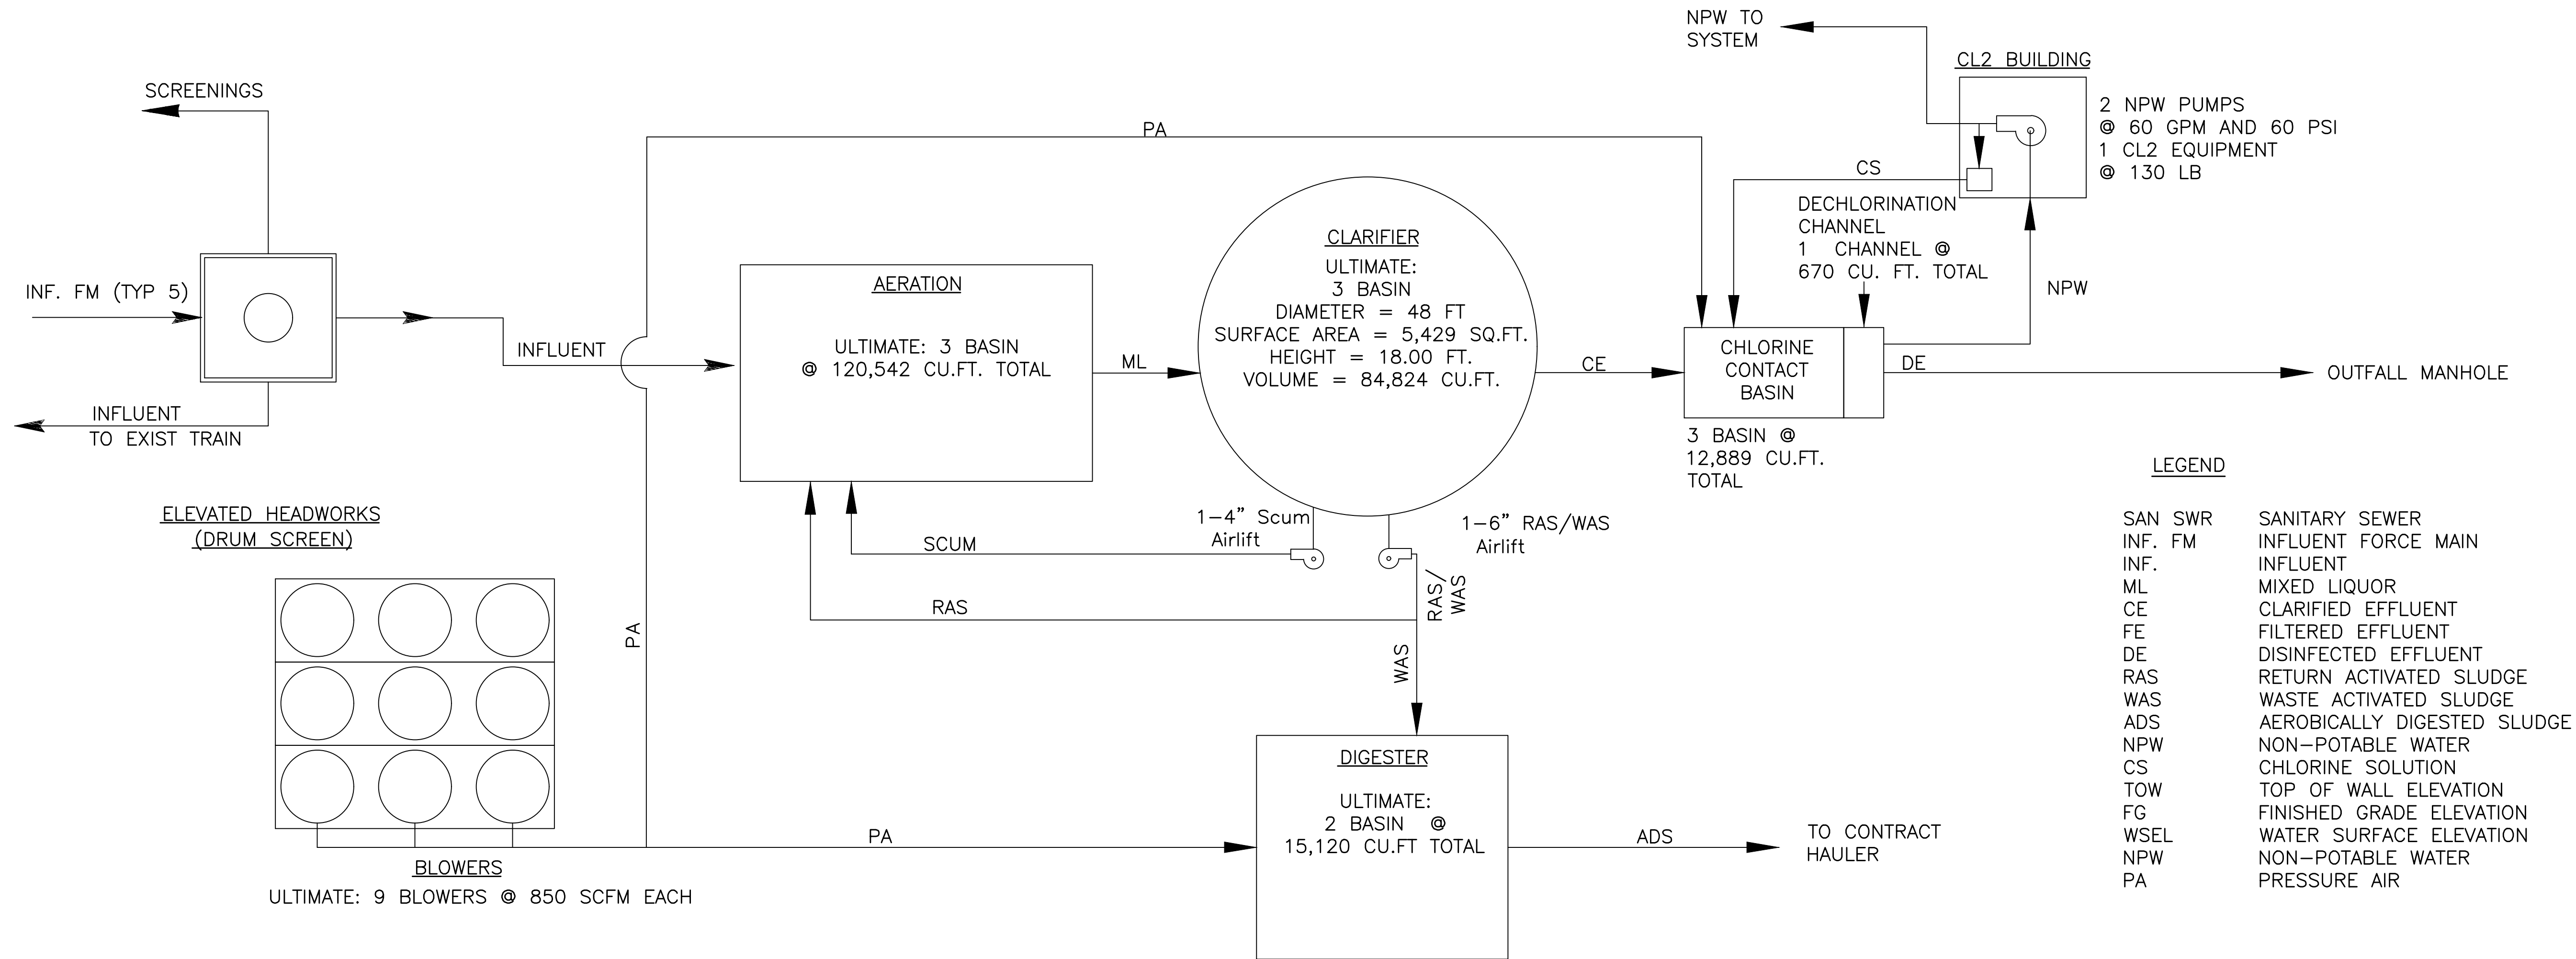 NPW TO
SYSTEM
CL2 BUILDING
2 NPW PUMPS
@ 60 GPM AND 60 PSI
1 CL2 EQUIPMENT
@ 130 LB
SCREENINGS
PA
CS
DECHLORINATION
CHANNEL
1 CHANNEL @
670 CU. FT. TOTAL
NPW
INF. FM (TYP 5)
INFLUENT
INFLUENT
TO EXIST TRAIN
ELEVATED HEADWORKS
(DRUM SCREEN)
AERATION
ULTIMATE: 3 BASIN
@ 120,542 CU.FT. TOTAL
ML
CLARIFIER
ULTIMATE:
3 BASIN
DIAMETER = 48 FT
SURFACE AREA = 5,429 SQ.FT.
HEIGHT = 18.00 FT.
VOLUME = 84,824 CU.FT.
CE
CHLORINE
CONTACT
BASIN
3 BASIN @
12,889 CU.FT.
TOTAL
DE
OUTFALL MANHOLE
1-4" Scum
Airlift
1-6" RAS/WAS
Airlift
SCUM
RAS
RAS/
WAS
WAS
PA
DIGESTER
ULTIMATE:
2 BASIN @
15,120 CU.FT TOTAL
PA
ADS
TO CONTRACT
HAULER
BLOWERS
ULTIMATE: 9 BLOWERS @ 850 SCFM EACH
LEGEND
SAN SWR SANITARY SEWER
INF. FM INFLUENT FORCE MAIN
INF. INFLUENT
ML MIXED LIQUOR
CE CLARIFIED EFFLUENT
FE FILTERED EFFLUENT
DE DISINFECTED EFFLUENT
RAS RETURN ACTIVATED SLUDGE
WAS WASTE ACTIVATED SLUDGE
ADS AEROBICALLY DIGESTED SLUDGE
NPW NON-POTABLE WATER
CS CHLORINE SOLUTION
TOW TOP OF WALL ELEVATION
FG FINISHED GRADE ELEVATION
WSEL WATER SURFACE ELEVATION
NPW NON-POTABLE WATER
PA PRESSURE AIR